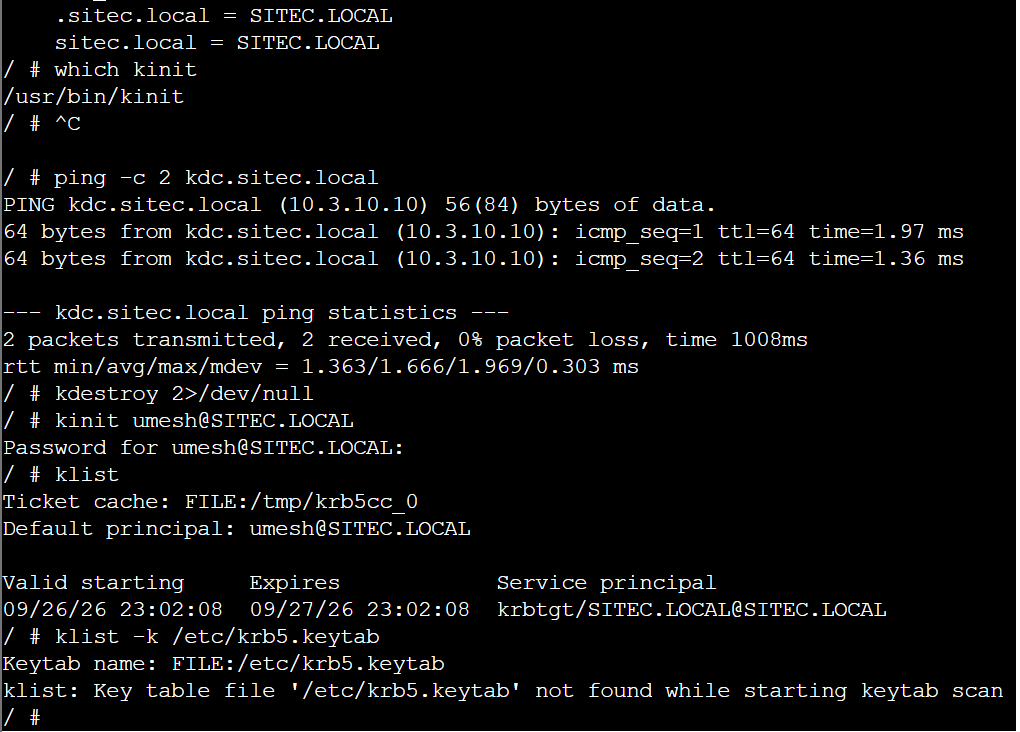 .sitec.local = SITEC.LOCAL
sitec.local = SITEC.LOCAL
/ # which kinit
/usr/bin/kinit
/ # ^C
/ # ping -c 2 kdc.sitec.local
PING kdc.sitec.local (10.3.10.10) 56(84) bytes of data.
64 bytes from kdc.sitec.local (10.3.10.10): icmp_seq=1 ttl=64 time=1.97 ms
64 bytes from kdc.sitec.local (10.3.10.10): icmp_seq=2 ttl=64 time=1.36 ms
--- kdc.sitec.local ping statistics ---
2 packets transmitted, 2 received, 0% packet loss, time 1008ms
rtt min/avg/max/mdev = 1.363/1.666/1.969/0.303 ms
/ # kdestroy 2>/dev/null
/ # kinit umesh@SITEC.LOCAL
Password for umesh@SITEC.LOCAL:
/ # klist
Ticket cache: FILE:/tmp/krb5cc_0
Default principal: umesh@SITEC.LOCAL
Valid starting     Expires            Service principal
09/26/26 23:02:08  09/27/26 23:02:08  krbtgt/SITEC.LOCAL@SITEC.LOCAL
/ # klist -k /etc/krb5.keytab
Keytab name: FILE:/etc/krb5.keytab
klist: Key table file '/etc/krb5.keytab' not found while starting keytab scan
/ #